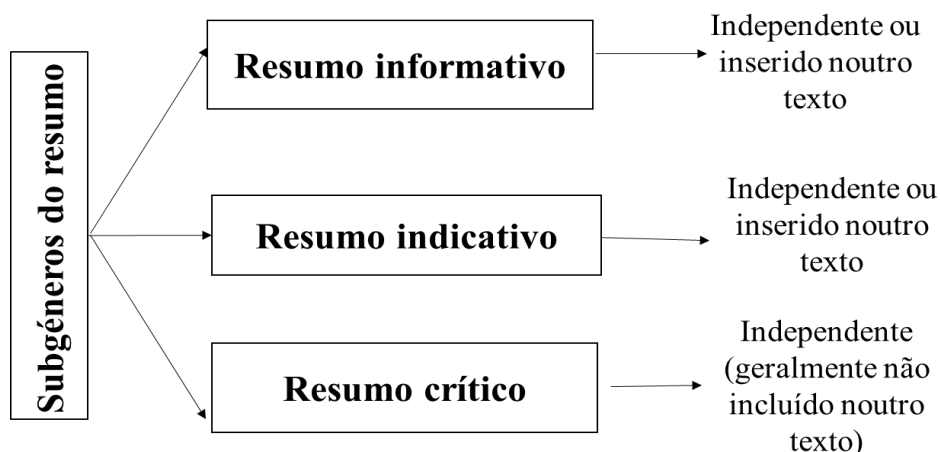 Subgéneros do resumo
Resumo informativo
Independente ou
inserido noutro
texto
Resumo indicativo
Independente ou
inserido noutro
texto
Resumo crítico
Independente
(geralmente não
incluído noutro
texto)